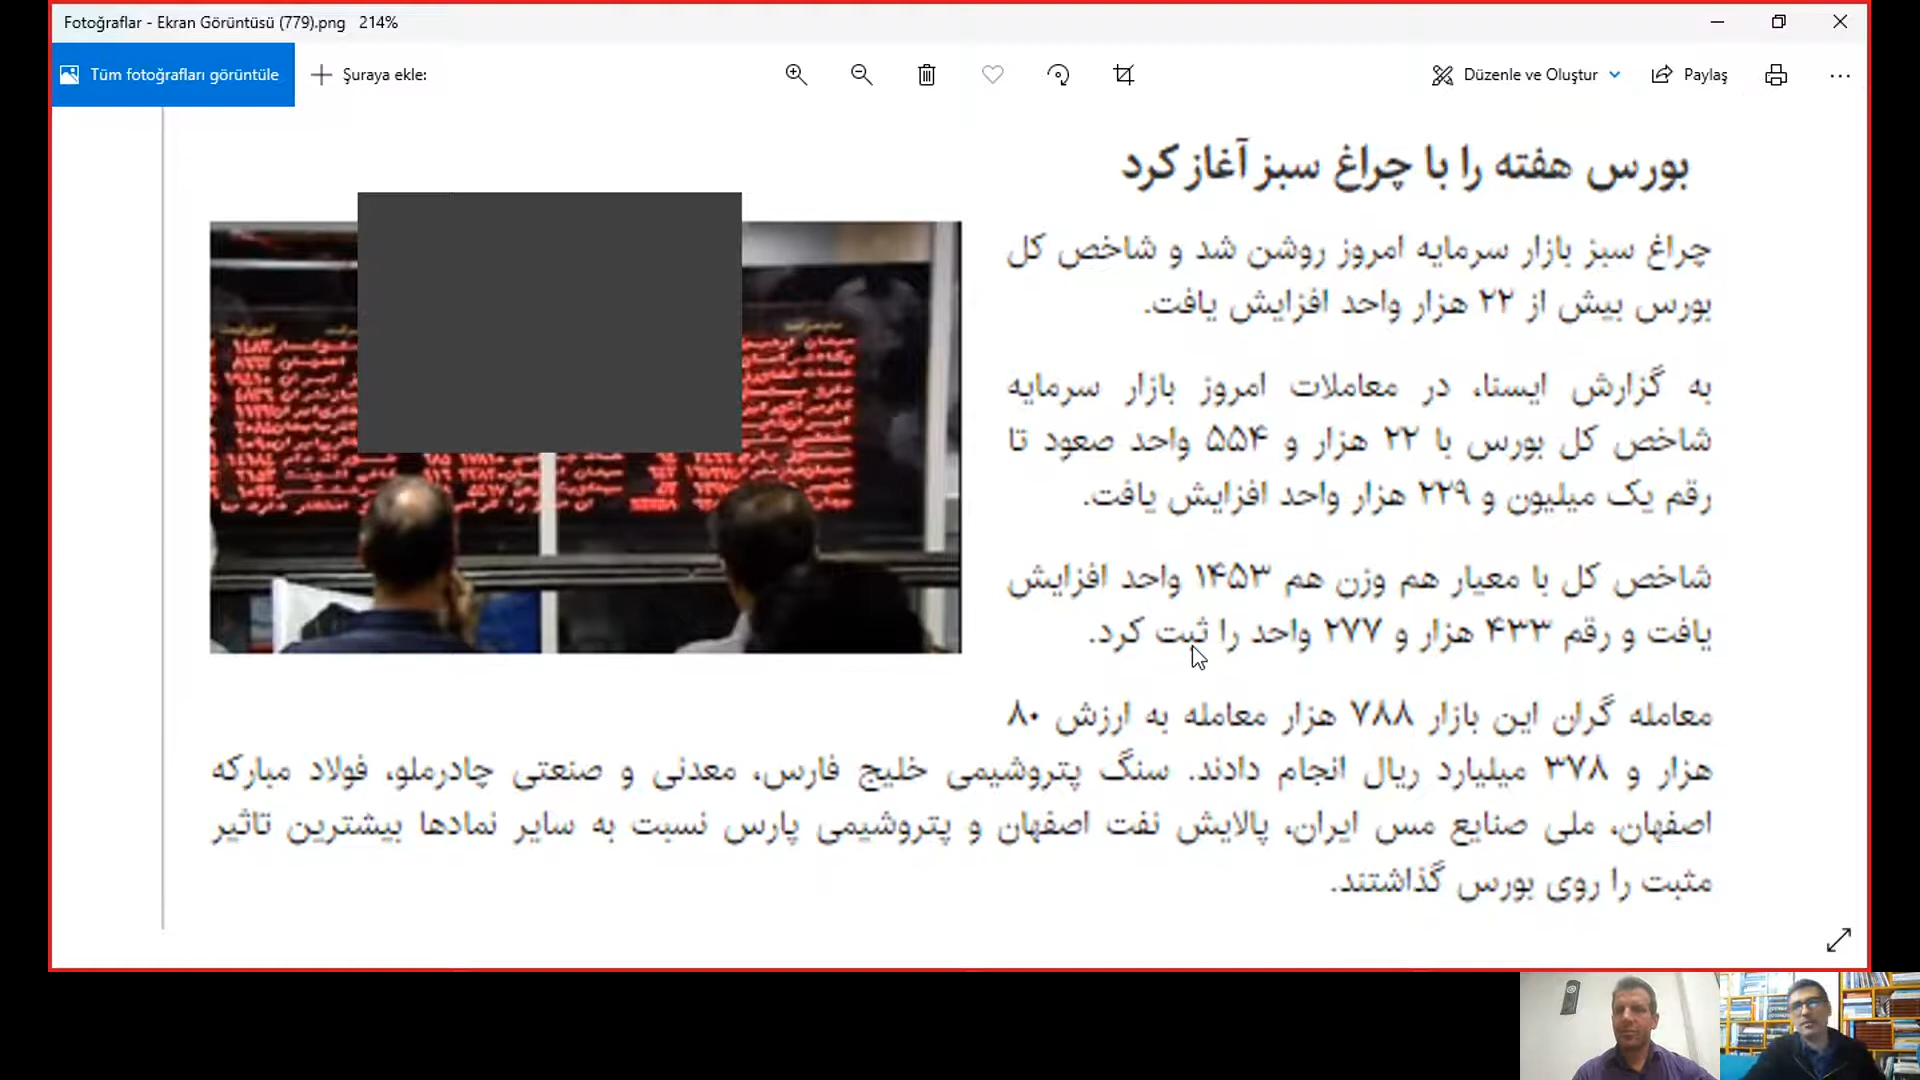 Fotoğraflar - Ekran Görüntüsü (779).png 214%
Tüm fotoğrafları görüntüle
Şuraya ekle:
Düzenle ve Oluştur
Paylaş
بورس هفته را با چراغ سبز آغاز کرد
چراغ سبز بازار سرمایه امروز روشن شد و شاخص کل
بورس بیش از ۲۲ هزار واحد افزایش یافت.
به گزارش ایسنا، در معاملات امروز بازار سرمایه
شاخص کل بورس با ۲۲ هزار و ۵۵۴ واحد صعود تا
رقم یک میلیون و ۲۲۹ هزار واحد افزایش یافت.
شاخص کل با معیار هم وزن هم ۱۴۵۳ واحد افزایش
یافت و رقم ۴۳۳ هزار و ۲۷۷ واحد را ثبت کرد.
معامله گران این بازار ۷۸۸ هزار معامله به ارزش ۸۰
هزار و ۳۷۸ میلیارد ریال انجام دادند. سنگ پتروشیمی خلیج فارس، معدنی و صنعتی چادرملو، فولاد مبارکه
اصفهان، ملی صنایع مس ایران، پالایش نفت اصفهان و پتروشیمی پارس نسبت به سایر نمادها بیشترین تاثیر
مثبت را روی بورس گذاشتند.